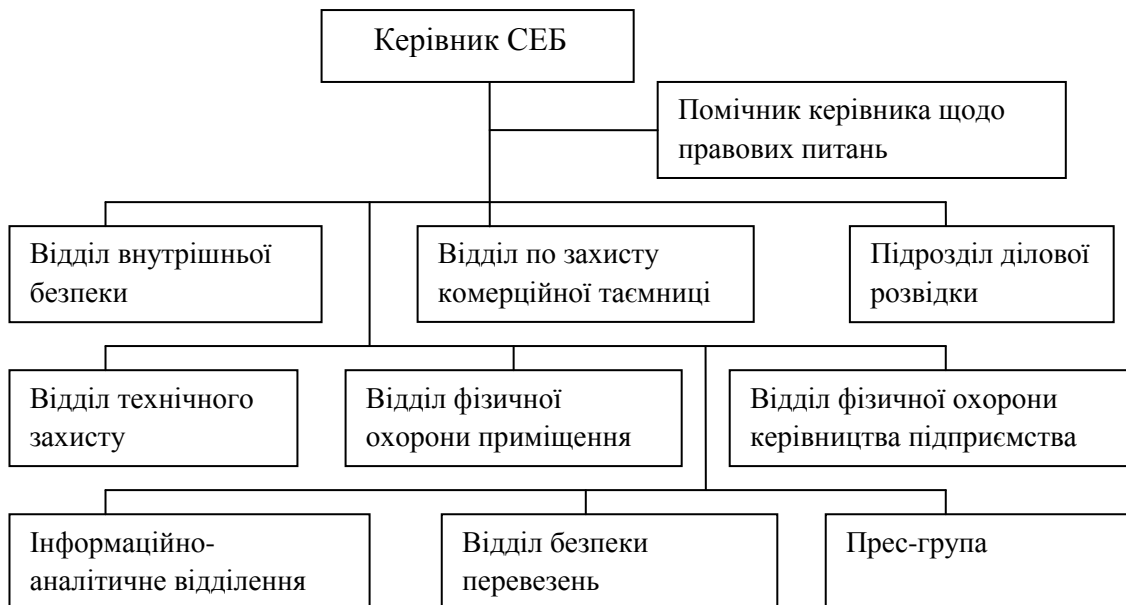 Керівник СЕБ
Помічник керівника щодо
правових питань
Відділ внутрішньої
безпеки
Відділ по захисту
комерційної таємниці
Підрозділ ділової
розвідки
Відділ технічного
захисту
Відділ фізичної
охорони приміщення
Відділ фізичної охорони
керівництва підприємства
Інформаційно-
аналітичне відділення
Відділ безпеки
перевезень
Прес-група